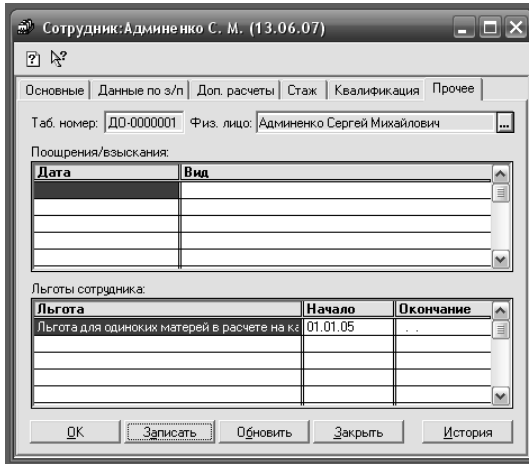 Сотрудник:Админенко С. М. (13.06.07)
Основные Данные по з/п Доп. расчеты Стаж Квалификация Прочее
Таб. номер: ДО-0000001 Физ. лицо: Админенко Сергей Михайлович ...
Поощрения/взыскания:
Дата Вид
Льготы сотрудника:
Льгота Начало Окончание
Льгота для одиноких матерей в расчете на ка 01.01.05 . .
OK Записать Обновить Закрыть История